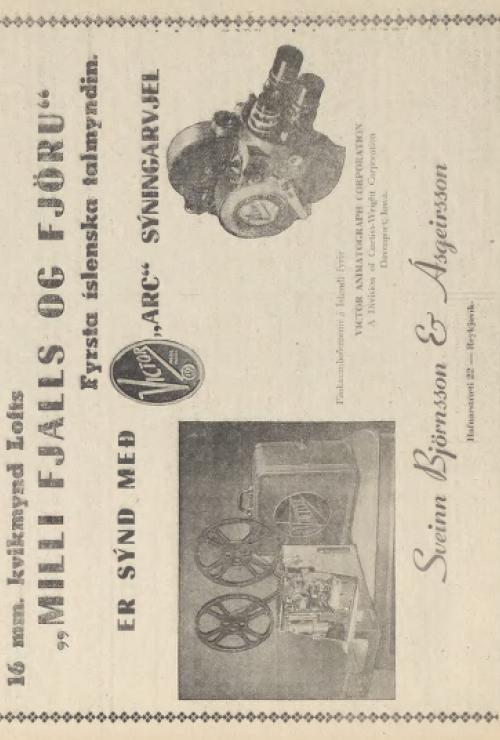 16 mm. kvikmynd Lofts
„MILLI FJALLS OG FJÖRU“
Fyrsta íslenska talmyndin.
ER SÝND MEÐ VICTOR „ARC“ SÝNINGARVJEL
Einkaumboðsmenn á Íslandi fyrir
VICTOR ANIMATOGRAPH CORPORATION
A Division of Curtiss-Wright Corporation
Davenport, Iowa.
Sveinn Björnsson & Ásgeirsson
Hafnarstræti 22 — Reykjavík.